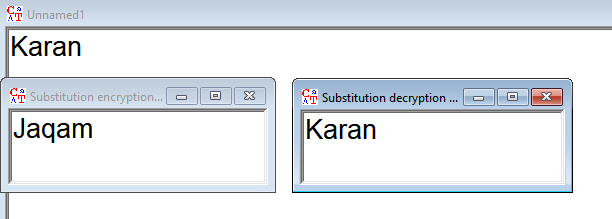 Unnamed1
Karan
Substitution encryption...
Jaqam
Substitution decryption ...
Karan